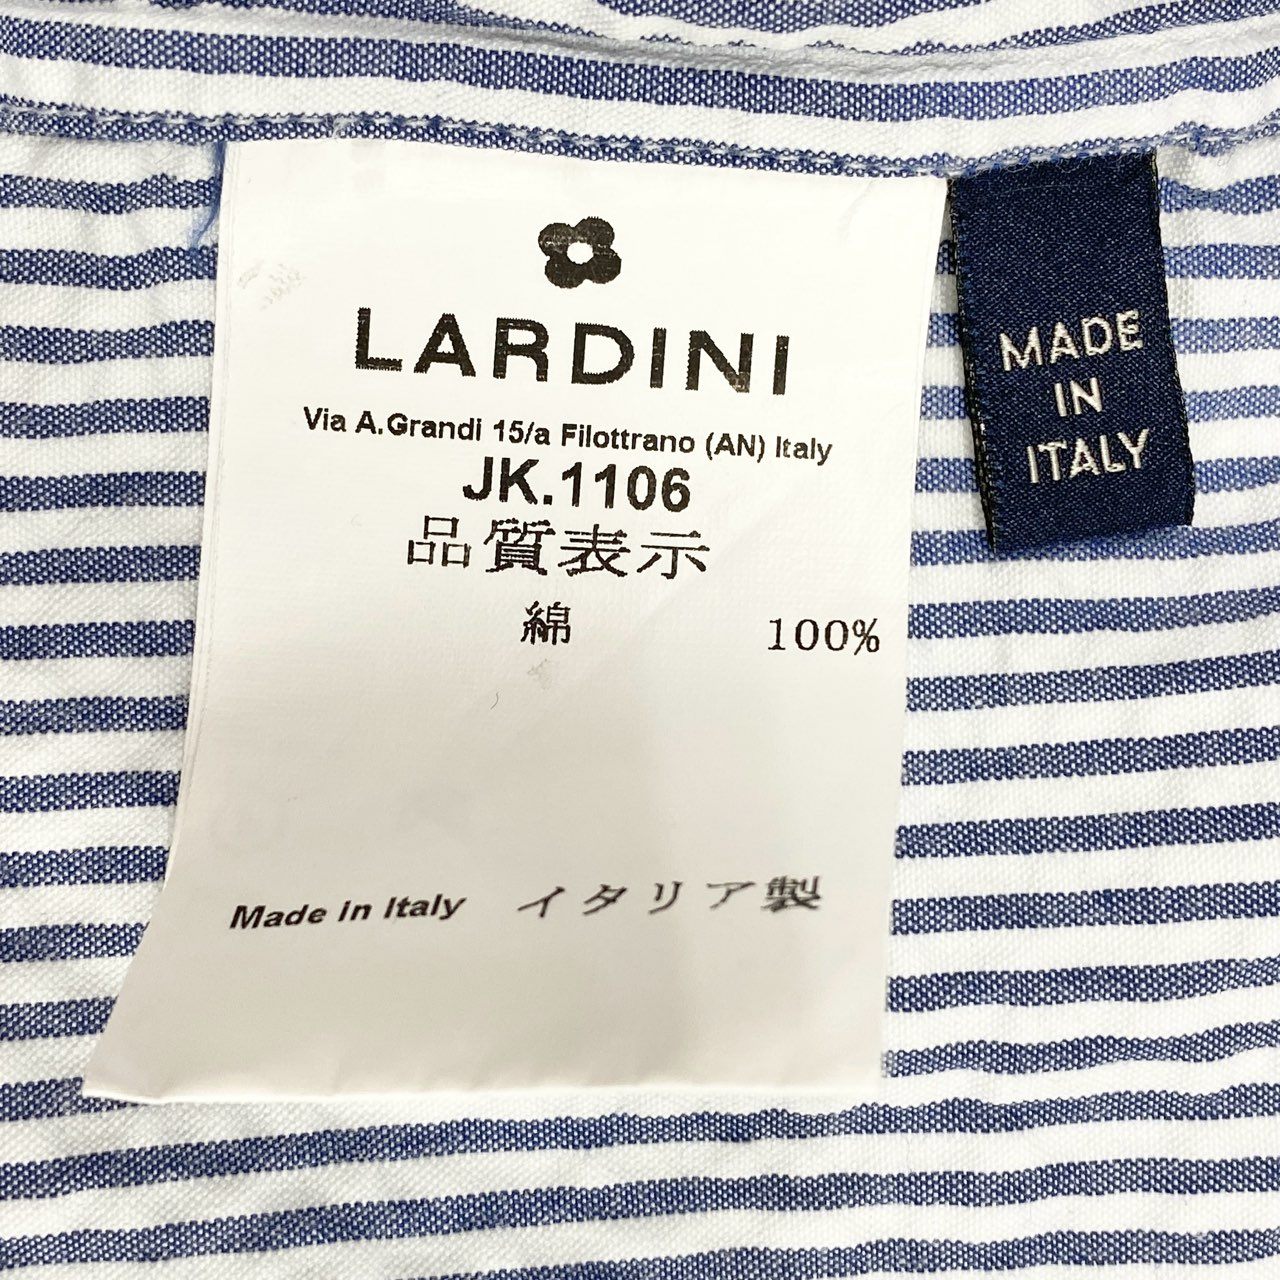 LARDINI
Via A.Grandi 15/a Filottrano (AN) Italy
JK.1106
品質表示
綿 100%
Made in Italy イタリア製
MADE
IN
ITALY